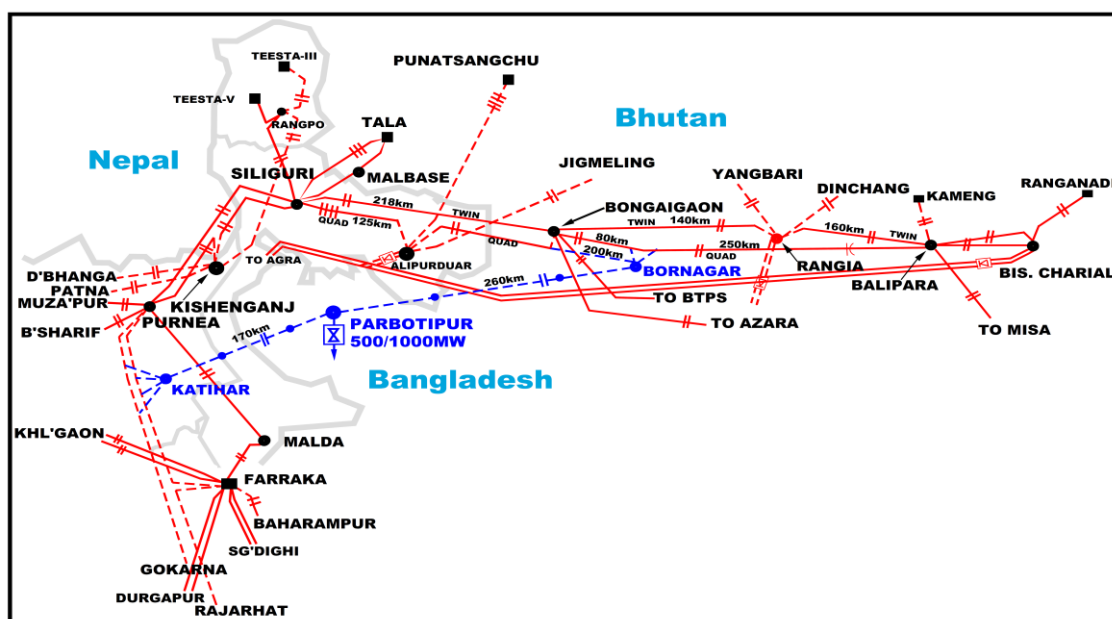 TEESTA-III
PUNATSANGCHU
TEESTA-V
RANGPO
TALA
Bhutan
Nepal
JIGMELING
YANGBARI
DINCHANG
SILIGURI
MALBASE
KAMENG
RANGANADI
218km
TWIN
BONGAIGAON
TWIN
140km
QUAD
125km
QUAD
80km
160km
TWIN
200km
250km
QUAD
TO AGRA
ALIPURDUAR
BORNAGAR
RANGIA
BIS. CHARIALI
D'BHANGA
PATNA
260km
BALIPARA
MUZA'PUR
KISHENGANJ
TO BTPS
PURNEA
B'SHARIF
170km
PARBOTIPUR
500/1000MW
TO AZARA
TO MISA
Bangladesh
KATIHAR
KHL'GAON
MALDA
FARRAKA
BAHARAMPUR
SG'DIGHI
GOKARNA
DURGAPUR
RAJARHAT